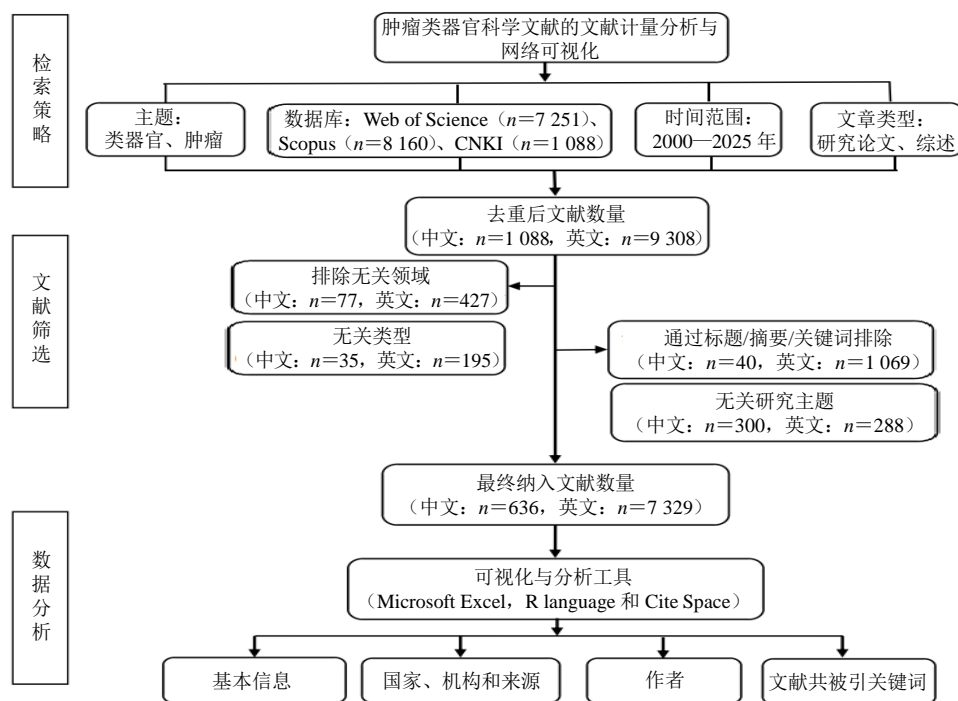 肿瘤类器官科学文献的文献计量分析与
网络可视化
检索策略
主题：
类器官、肿瘤
数据库：Web of Science（n＝7 251）、
Scopus（n＝8 160）、CNKI（n＝1 088）
时间范围：
2000—2025 年
文章类型：
研究论文、综述
去重后文献数量
（中文：n＝1 088，英文：n＝9 308）
文献筛选
排除无关领域
（中文：n＝77，英文：n＝427）
无关类型
（中文：n＝35，英文：n＝195）
通过标题/摘要/关键词排除
（中文：n＝40，英文：n＝1 069）
无关研究主题
（中文：n＝300，英文：n＝288）
最终纳入文献数量
（中文：n＝636，英文：n＝7 329）
数据分析
可视化与分析工具
（Microsoft Excel，R language 和 Cite Space）
基本信息
国家、机构和来源
作者
文献共被引关键词